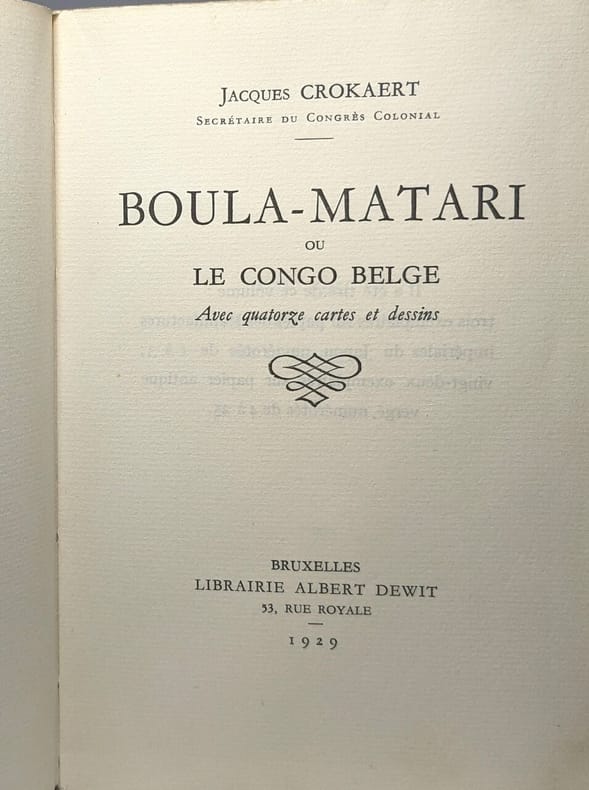 Jacques CROKAERT
Secrétaire du Congrès Colonial
BOULA-MATARI
OU
LE CONGO BELGE
Avec quatorze cartes et dessins
BRUXELLES
LIBRAIRIE ALBERT DEWIT
53, RUE ROYALE
1929